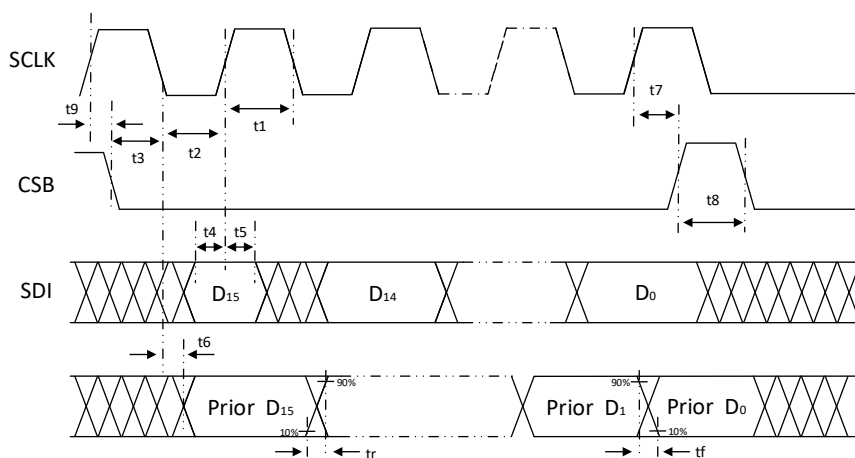 SCLK
t9
t3
t2
t1
t7
CSB
t8
t4
t5
SDI
D15
D14
D0
t6
90%
90%
Prior D15
Prior D1
Prior D0
10%
10%
tr
tf